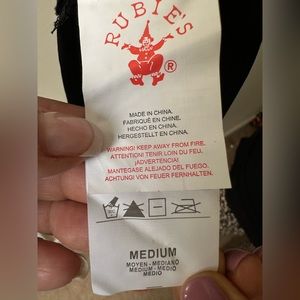 RUBIE'S
®
MADE IN CHINA.
FABRIQUÉ EN CHINE.
HECHO EN CHINA.
HERGESTELLT EN CHINA.
WARNING! KEEP AWAY FROM FIRE.
ATTENTION! TENIR LOIN DU FEU.
¡ADVERTENCIA!
MANTEGASE ALEJADO DEL FUEGO.
ACHTUNG! VON FEUER FERNHALTEN.
MEDIUM
MOYEN - MEDIANO
MEDIUM - MEDIO
MEDIO